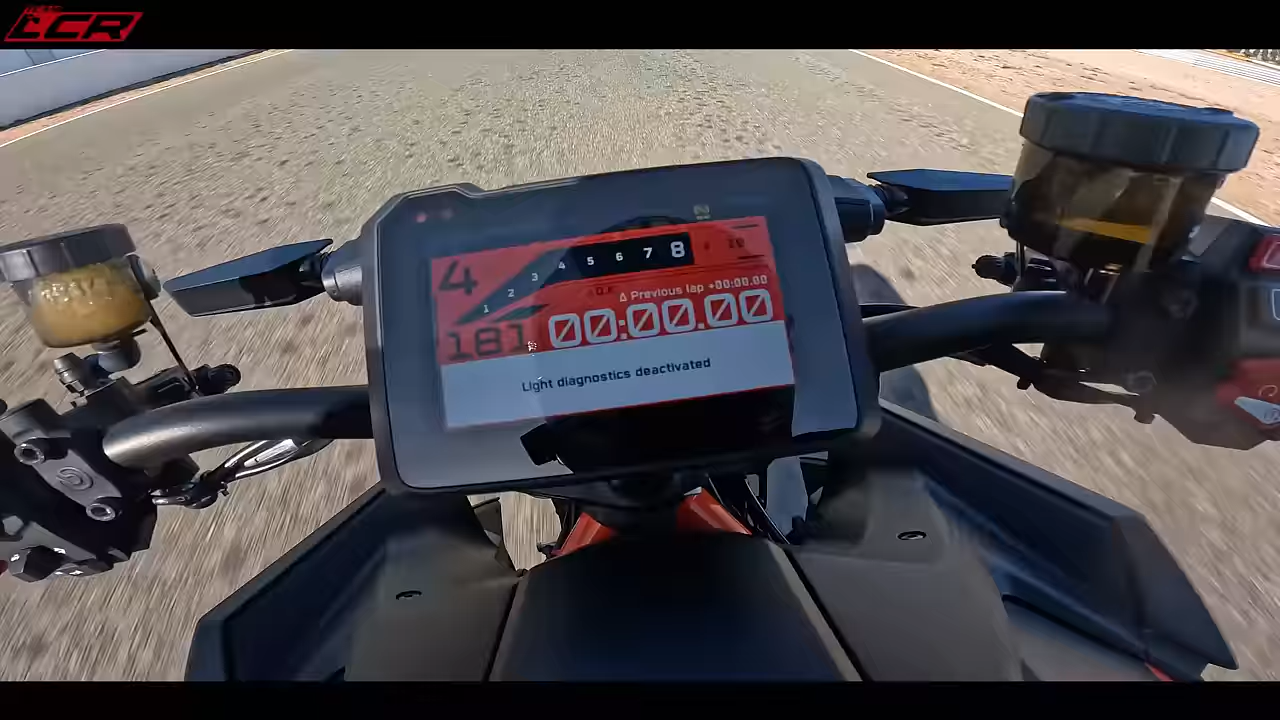 LCR
4
1 2 3 4 5 6 7 8
Δ Previous lap +00:00.00
181
00:00.00
Light diagnostics deactivated